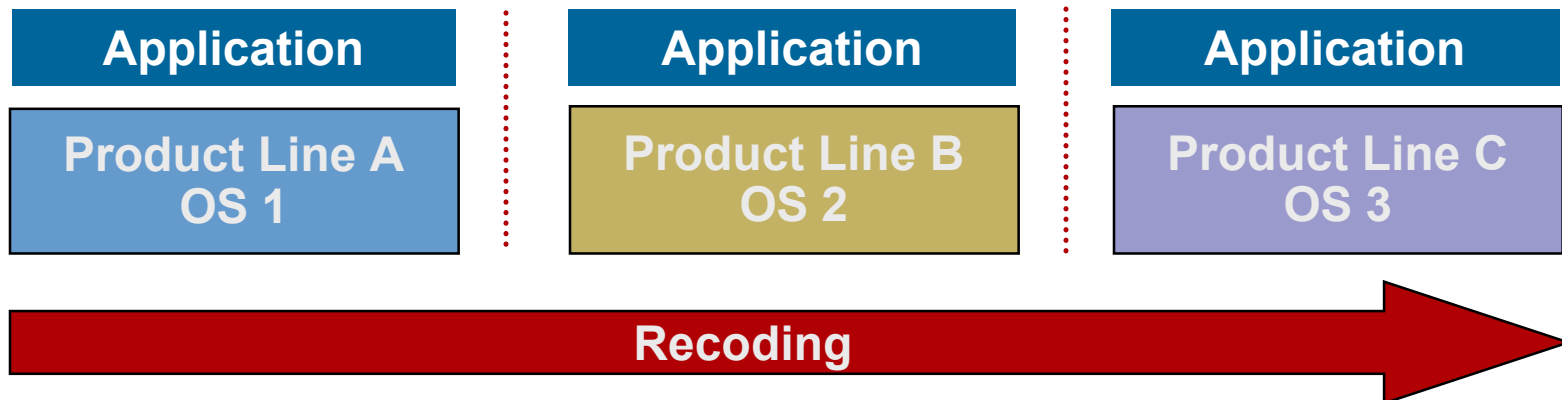 Application
Application
Application
Product Line A
OS 1
Product Line B
OS 2
Product Line C
OS 3
Recoding